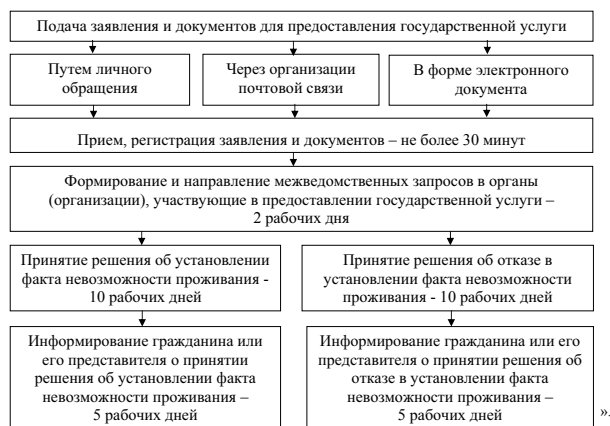 Подача заявления и документов для предоставления государственной услуги
Путем личного
обращения
Через организации
почтовой связи
В форме электронного
документа
Прием, регистрация заявления и документов – не более 30 минут
Формирование и направление межведомственных запросов в органы
(организации), участвующие в предоставлении государственной услуги –
2 рабочих дня
Принятие решения об установлении
факта невозможности проживания -
10 рабочих дней
Принятие решения об отказе в
установлении факта невозможности
проживания - 10 рабочих дней
Информирование гражданина или
его представителя о принятии
решения об установлении факта
невозможности проживания –
5 рабочих дней
Информирование гражданина или его
представителя о принятии решения об
отказе в установлении факта
невозможности проживания –
5 рабочих дней
».